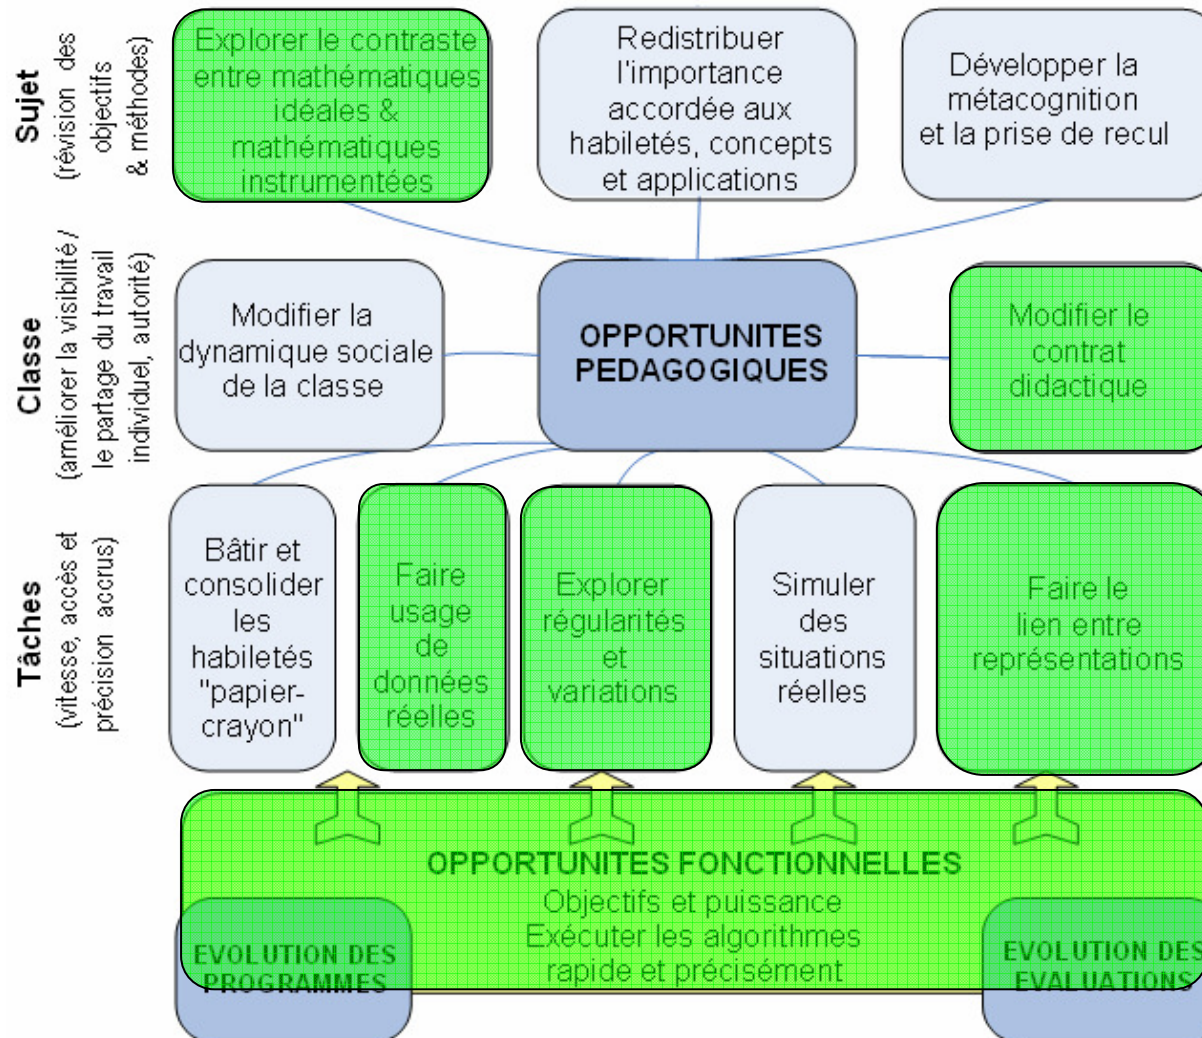 Sujet
(révision des
objectifs
& méthodes)
Explorer le contraste
entre mathématiques
idéales &
mathématiques
instrumentées
Redistribuer
l'importance
accordée aux
habiletés, concepts
et applications
Développer la
métacognition
et la prise de recul
Classe
(améliorer la visibilité /
le partage du travail
individuel, autorité)
Modifier la
dynamique sociale
de la classe
OPPORTUNITES
PEDAGOGIQUES
Modifier le
contrat
didactique
Tâches
(vitesse, accès et
précision accrus)
Bâtir et
consolider
les
habiletés
"papier-
crayon"
Faire
usage
de
données
réelles
Explorer
régularités
et
variations
Simuler
des
situations
réelles
Faire le
lien entre
représentations
OPPORTUNITES FONCTIONNELLES
Objectifs et puissance
Exécuter les algorithmes
rapide et précisément
EVOLUTION DES
PROGRAMMES
EVOLUTION DES
EVALUATIONS